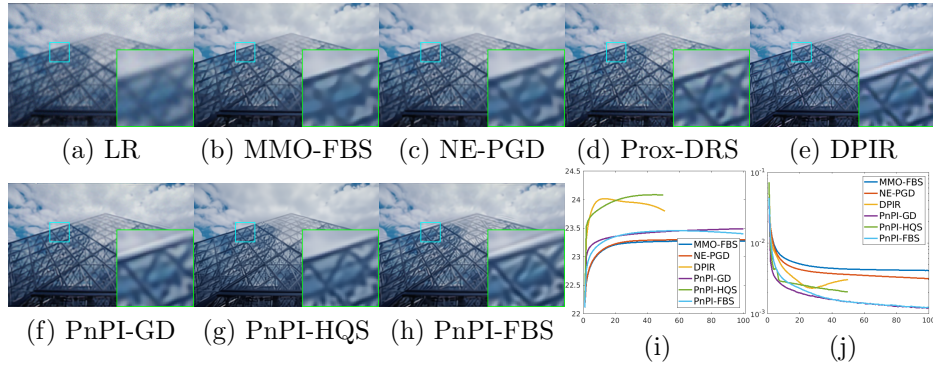 (a) LR
(b) MMO-FBS
(c) NE-PGD
(d) Prox-DRS
(e) DPIR
(f) PnPI-GD
(g) PnPI-HQS
(h) PnPI-FBS
24.5
24
23.5
23
22.5
22
0 20 40 60 80 100
MMO-FBS
NE-PGD
DPIR
PnPI-GD
PnPI-HQS
PnPI-FBS
(i)
10-1
10-2
10-3
0 20 40 60 80 100
MMO-FBS
NE-PGD
DPIR
PnPI-GD
PnPI-HQS
PnPI-FBS
(j)